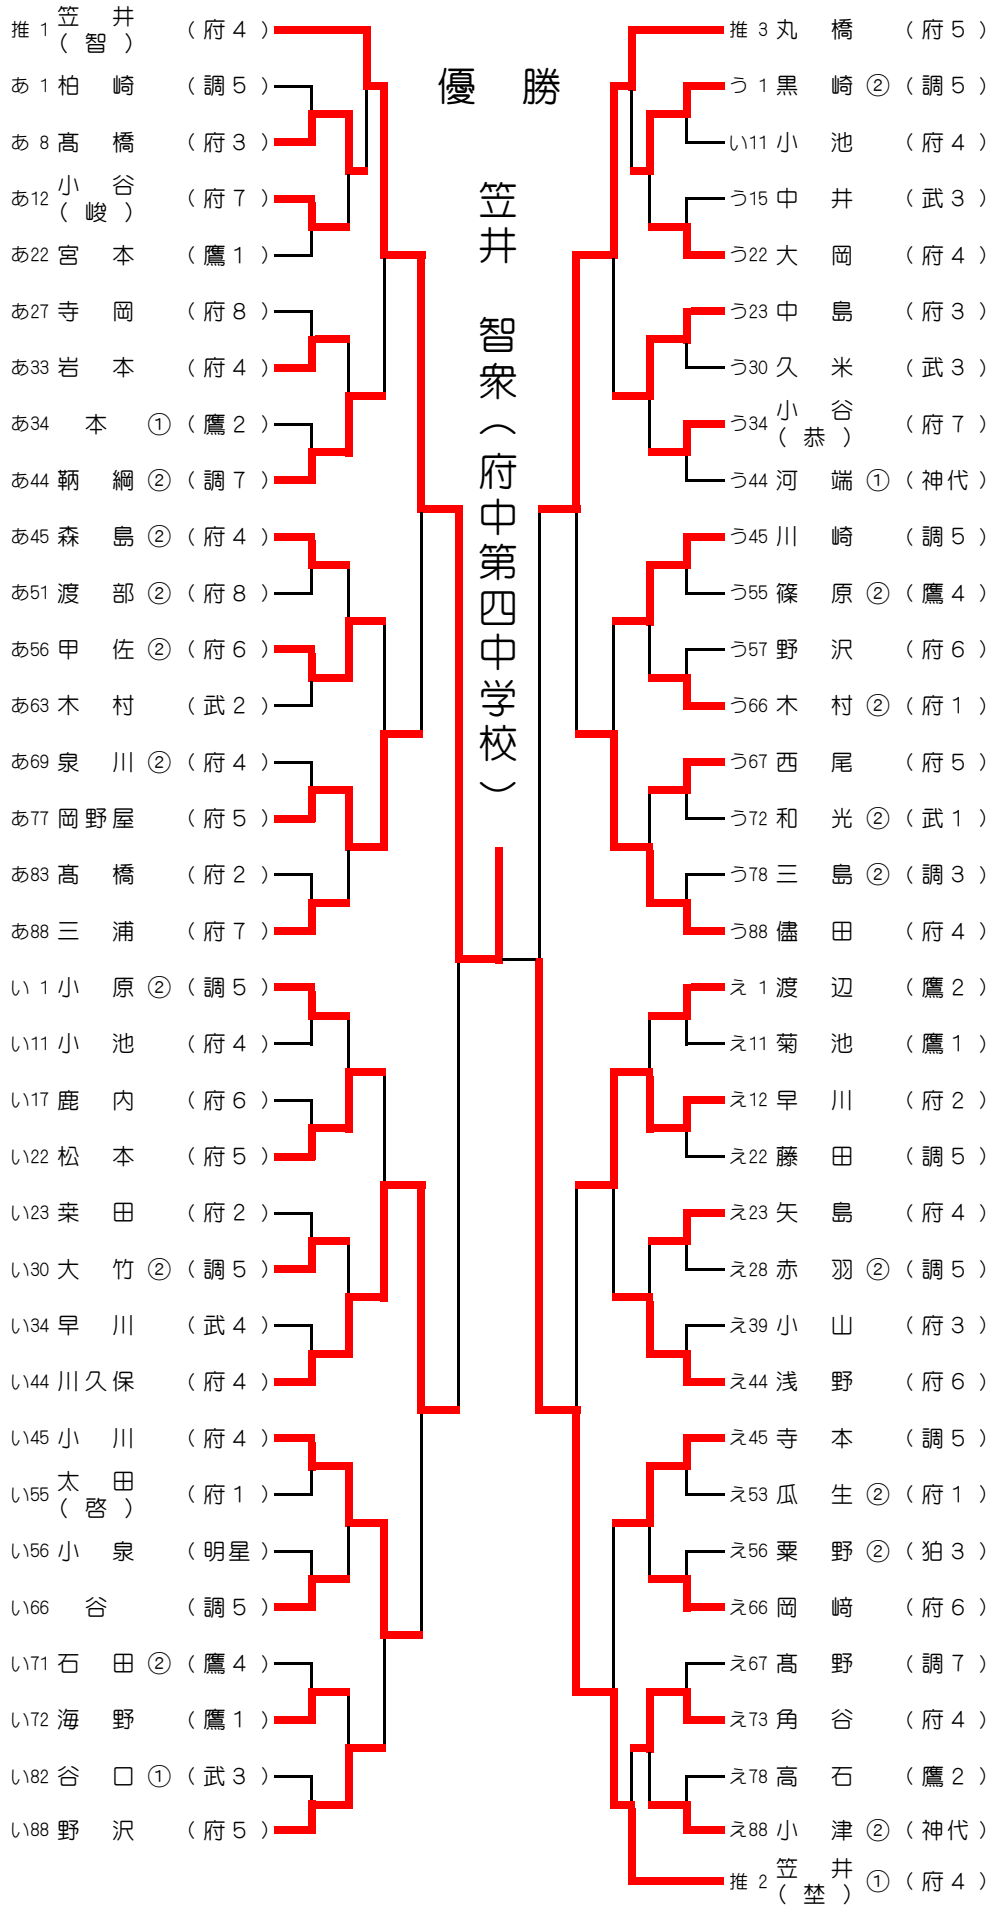 優勝
笠井 智衆（府中第四中学校）
推 1 笠井（智）（府４）
あ 1 柏崎（調５）
あ 8 髙橋（府３）
あ12 小谷（峻）（府７）
あ22 宮本（鷹１）
あ27 寺岡（府８）
あ33 岩本（府４）
あ34 本①（鷹２）
あ44 鞆綱②（調７）
あ45 森島②（府４）
あ51 渡部②（府８）
あ56 甲佐②（府６）
あ63 木村（武２）
あ69 泉川②（府４）
あ77 岡野屋（府５）
あ83 髙橋（府２）
あ88 三浦（府７）
い 1 小原②（調５）
い11 小池（府４）
い17 鹿内（府６）
い22 松本（府５）
い23 桒田（府２）
い30 大竹②（調５）
い34 早川（武４）
い44 川久保（府４）
い45 小川（府４）
い55 太田（啓）（府１）
い56 小泉（明星）
い66 谷（調５）
い71 石田②（鷹４）
い72 海野（鷹１）
い82 谷口①（武３）
い88 野沢（府５）
推 3 丸橋（府５）
う 1 黒崎②（調５）
い11 小池（府４）
う15 中井（武３）
う22 大岡（府４）
う23 中島（府３）
う30 久米（武３）
う34 小谷（恭）（府７）
う44 河端①（神代）
う45 川崎（調５）
う55 篠原②（鷹４）
う57 野沢（府６）
う66 木村②（府１）
う67 西尾（府５）
う72 和光②（武１）
う78 三島②（調３）
う88 儘田（府４）
え 1 渡辺（鷹２）
え11 菊池（鷹１）
え12 早川（府２）
え22 藤田（調５）
え23 矢島（府４）
え28 赤羽②（調５）
え39 小山（府３）
え44 浅野（府６）
え45 寺本（調５）
え53 瓜生②（府１）
え56 粟野②（狛３）
え66 岡﨑（府６）
え67 髙野（調７）
え73 角谷（府４）
え78 高石（鷹２）
え88 小津②（神代）
推 2 笠井（埜）①（府４）